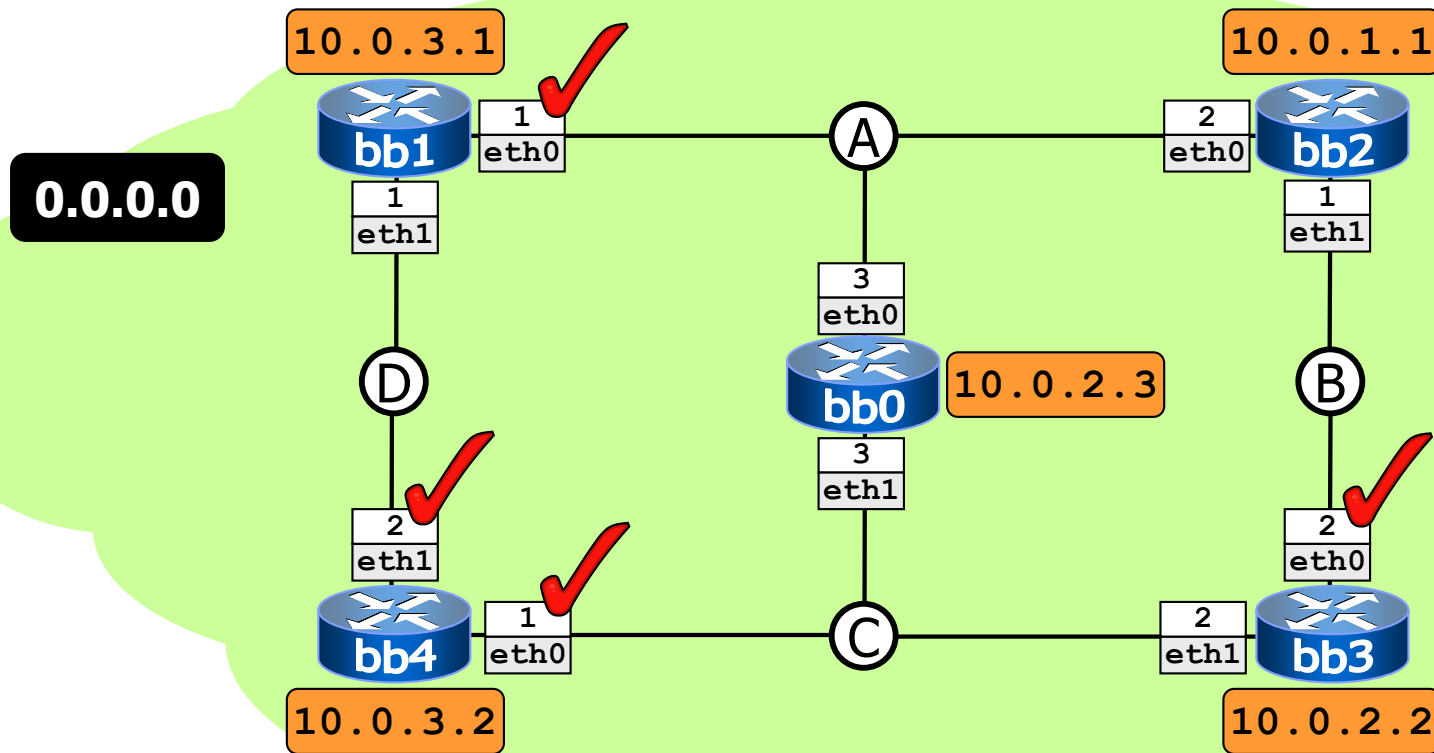 10.0.3.1
10.0.1.1
1
eth0
bb1
A
2
eth0
bb2
0.0.0.0
1
eth1
1
eth1
3
eth0
D
bb0
10.0.2.3
B
3
eth1
2
eth1
2
eth0
bb4
1
eth0
C
2
eth1
bb3
10.0.3.2
10.0.2.2